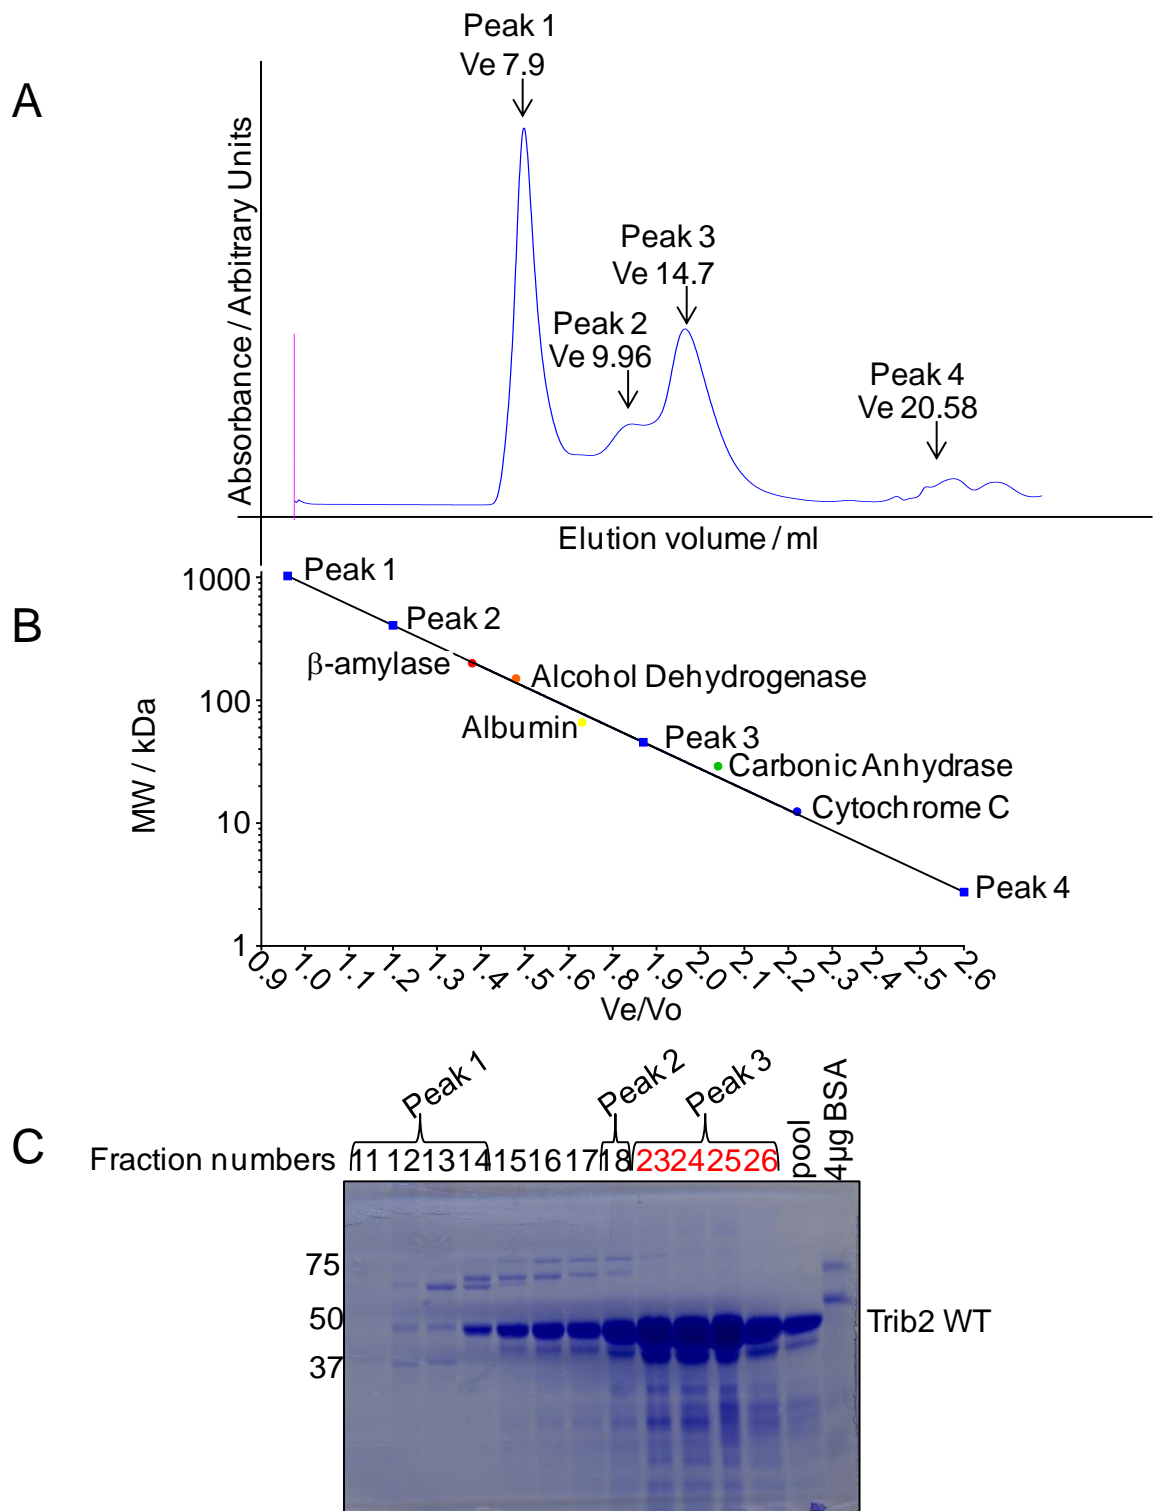 A
Peak 1
Ve 7.9
Peak 3
Ve 14.7
Peak 2
Ve 9.96
Peak 4
Ve 20.58
Absorbance / Arbitrary Units
Elution volume / ml
B
MW / kDa
1000
100
10
1
Peak 1
Peak 2
β-amylase
Alcohol Dehydrogenase
Albumin
Peak 3
Carbonic Anhydrase
Cytochrome C
Peak 4
0.9 1.0 1.1 1.2 1.3 1.4 1.5 1.6 1.8 1.9 2.0 2.1 2.2 2.3 2.4 2.5 2.6
Ve/Vo
C
Peak 1 Peak 2 Peak 3
Fraction numbers 11 12 13 14 15 16 17 18 23 24 25 26 pool 4μg BSA
75
50
37
Trib2 WT